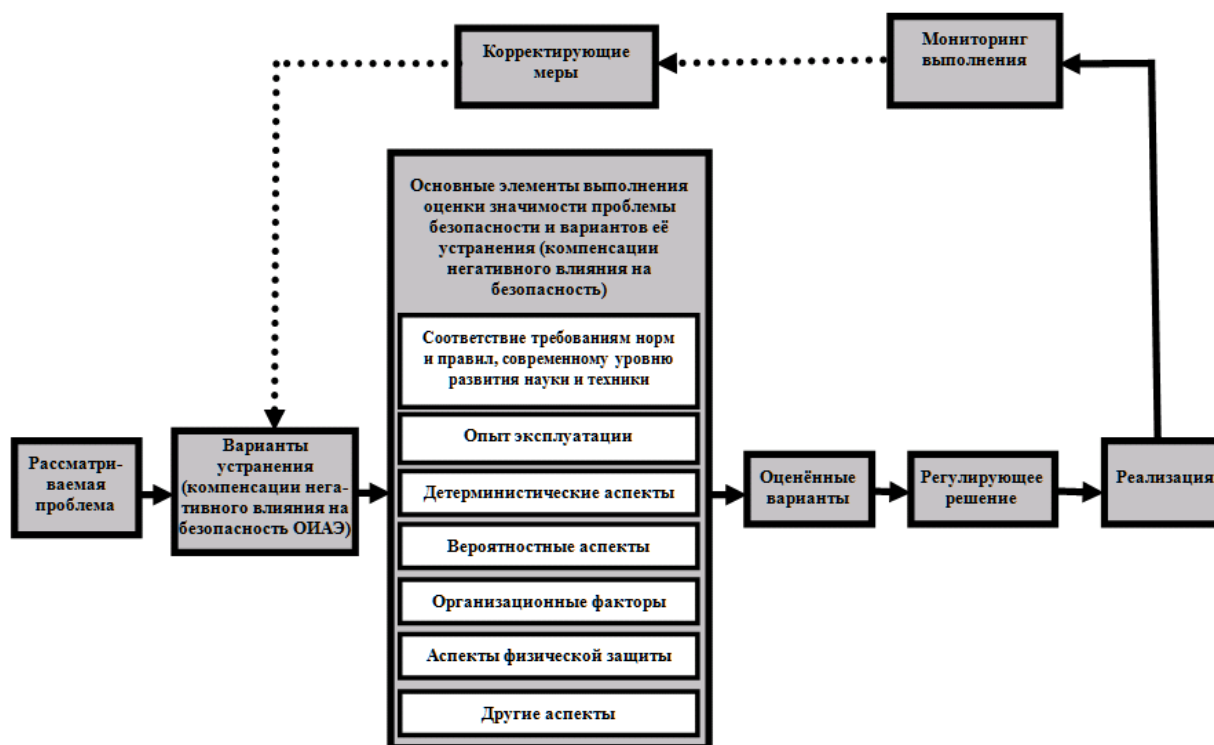 Корректирующие
меры
Мониторинг
выполнения
Основные элементы выполнения
оценки значимости проблемы
безопасности и вариантов её
устранения (компенсации
негативного влияния на
безопасность)
Соответствие требованиям норм
и правил, современному уровню
развития науки и техники
Опыт эксплуатации
Детерминистические аспекты
Вероятностные аспекты
Организационные факторы
Аспекты физической защиты
Другие аспекты
Рассматри-
ваемая
проблема
Варианты
устранения
(компенсации нега-
тивного влияния на
безопасность ОИАЭ)
Оценённые
варианты
Регулирующее
решение
Реализация